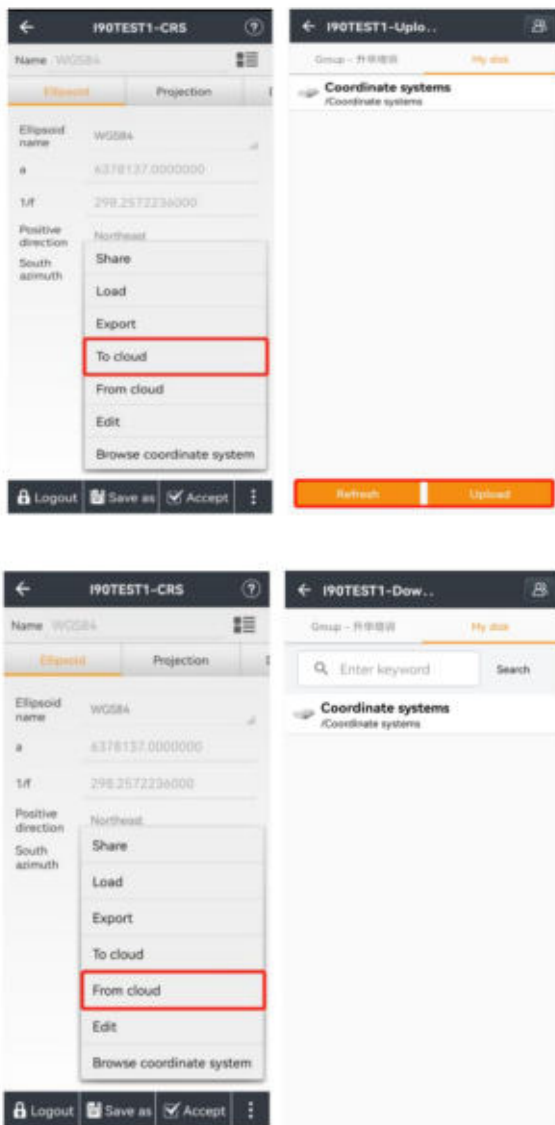 I90TEST1-CRS
Name WGS84
Ellipsoid Projection
Ellipsoid name WGS84
a 6378137.0000000
1/f 298.2572236000
Positive direction Northeast
South azimuth
Share
Load
Export
To cloud
From cloud
Edit
Browse coordinate system
Logout Save as Accept
I90TEST1-Uplo..
Group - My disk
Coordinate systems
/Coordinate systems
Refresh Upload
I90TEST1-CRS
Name WGS84
Ellipsoid Projection
Ellipsoid name WGS84
a 6378137.0000000
1/f 298.2572236000
Positive direction Northeast
South azimuth
Share
Load
Export
To cloud
From cloud
Edit
Browse coordinate system
Logout Save as Accept
I90TEST1-Dow..
Group - My disk
Enter keyword Search
Coordinate systems
/Coordinate systems